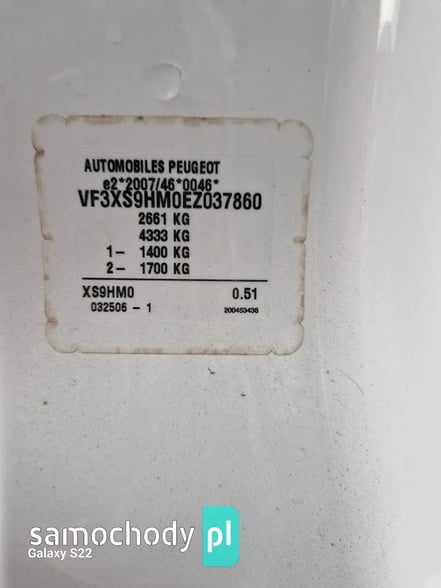 AUTOMOBILES PEUGEOT
e2*2007/46*0046*
VF3XS9HM0EZ037860
2661 KG
4333 KG
1- 1400 KG
2- 1700 KG
XS9HM0 0.51
032506 - 1 200453436
samochody pl
Galaxy S22